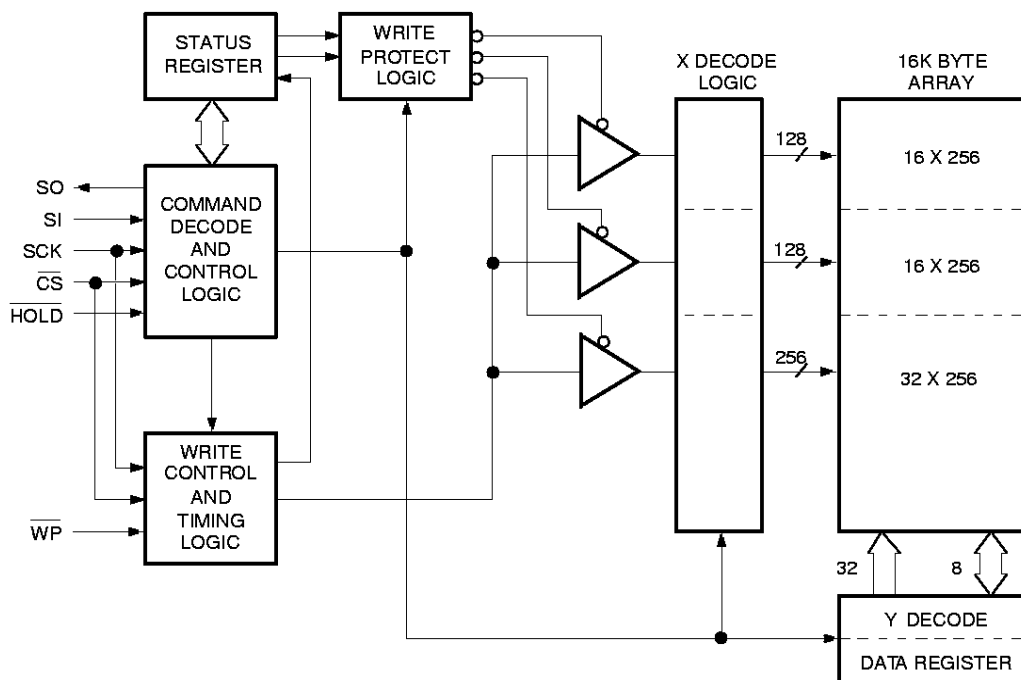 STATUS
REGISTER
WRITE
PROTECT
LOGIC
X DECODE
LOGIC
16K BYTE
ARRAY
128
16 X 256
SO
SI
SCK
CS
HOLD
COMMAND
DECODE
AND
CONTROL
LOGIC
128
16 X 256
256
32 X 256
WRITE
CONTROL
AND
TIMING
LOGIC
WP
32
8
Y DECODE
DATA REGISTER